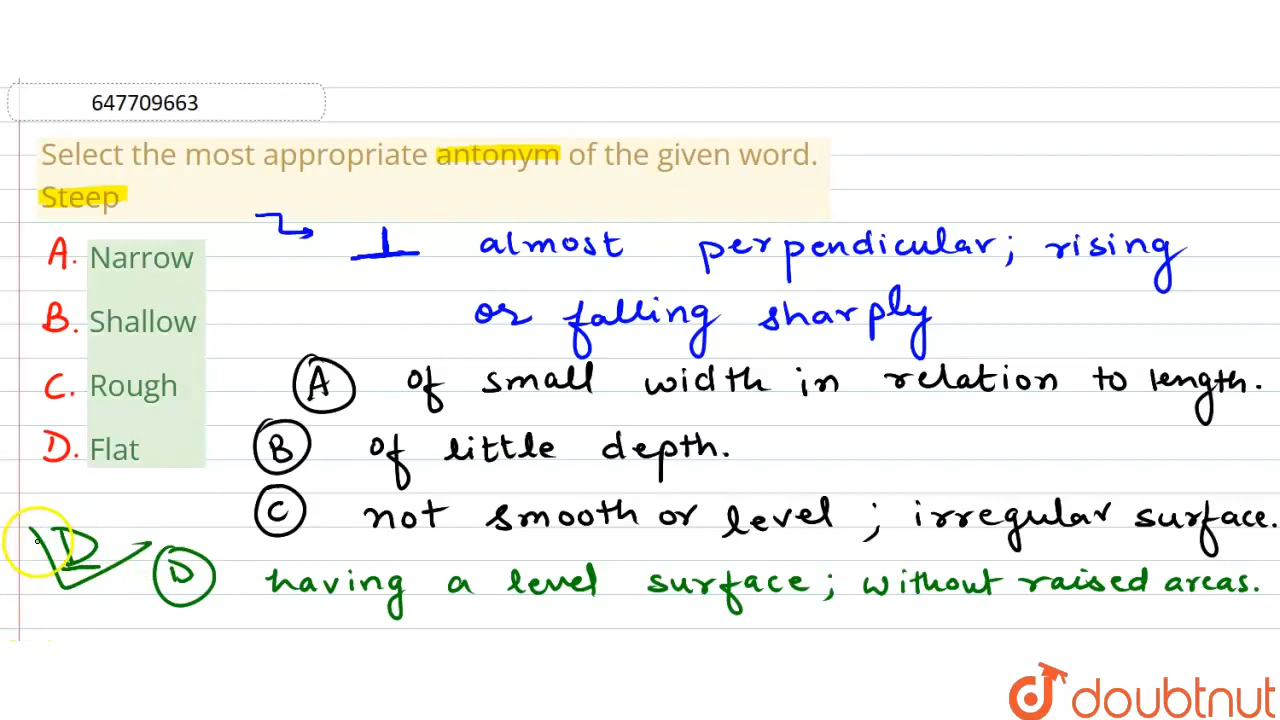 647709663
Select the most appropriate antonym of the given word.
Steep
⊥ almost perpendicular; rising
or falling sharply
A. Narrow
B. Shallow
C. Rough
D. Flat
A of small width in relation to length.
B of little depth.
C not smooth or level; irregular surface.
D
D having a level surface; without raised areas.
doubtnut